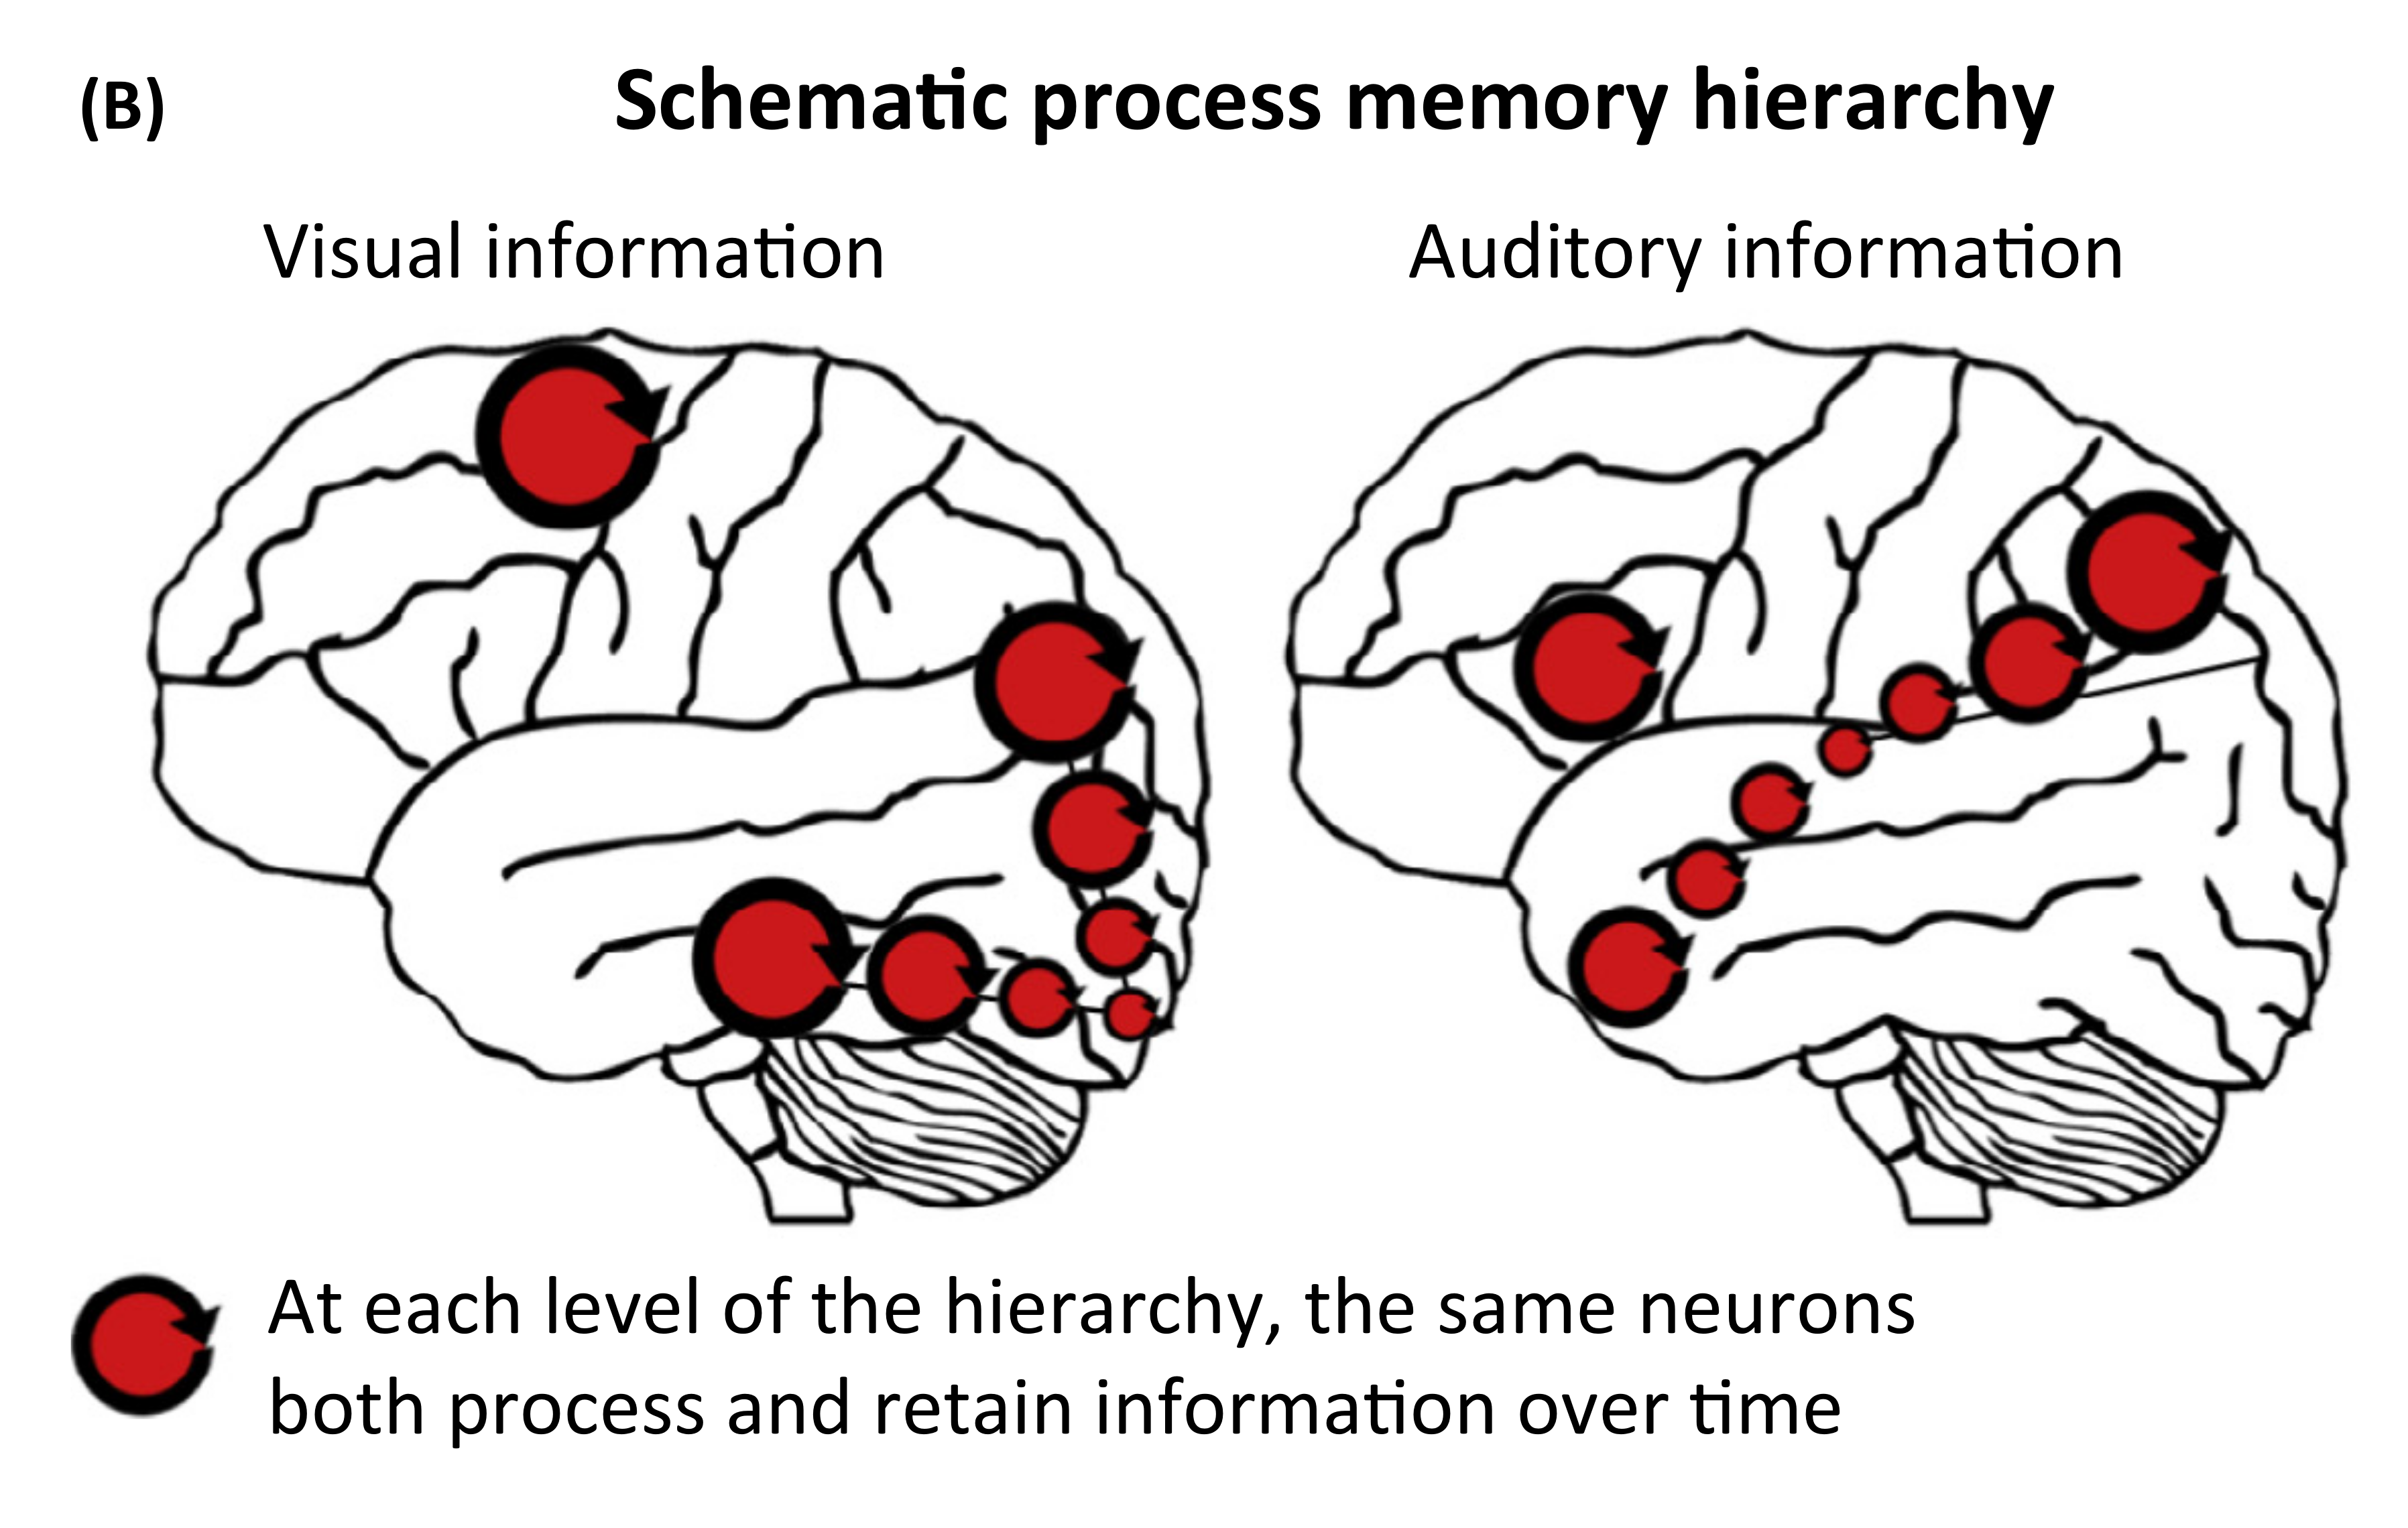 (B) Schematic process memory hierarchy
Visual information Auditory information
At each level of the hierarchy, the same neurons
both process and retain information over time